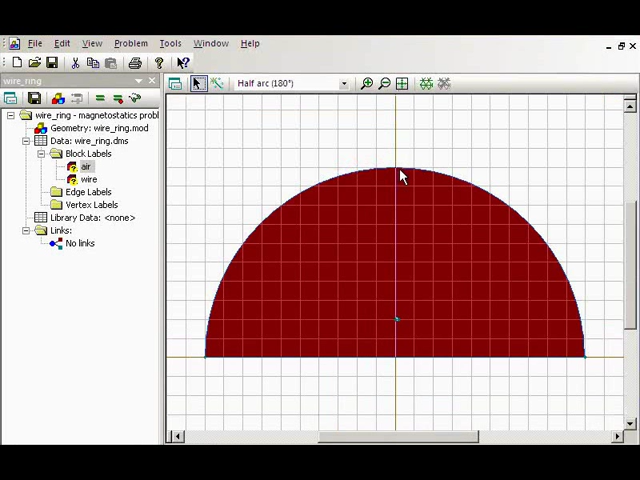 File Edit View Problem Tools Window Help
wire_ring
Half arc (180°)
wire_ring - magnetostatics probl
Geometry: wire_ring.mod
Data: wire_ring.dms
Block Labels
air
wire
Edge Labels
Vertex Labels
Library Data: <none>
Links:
No links